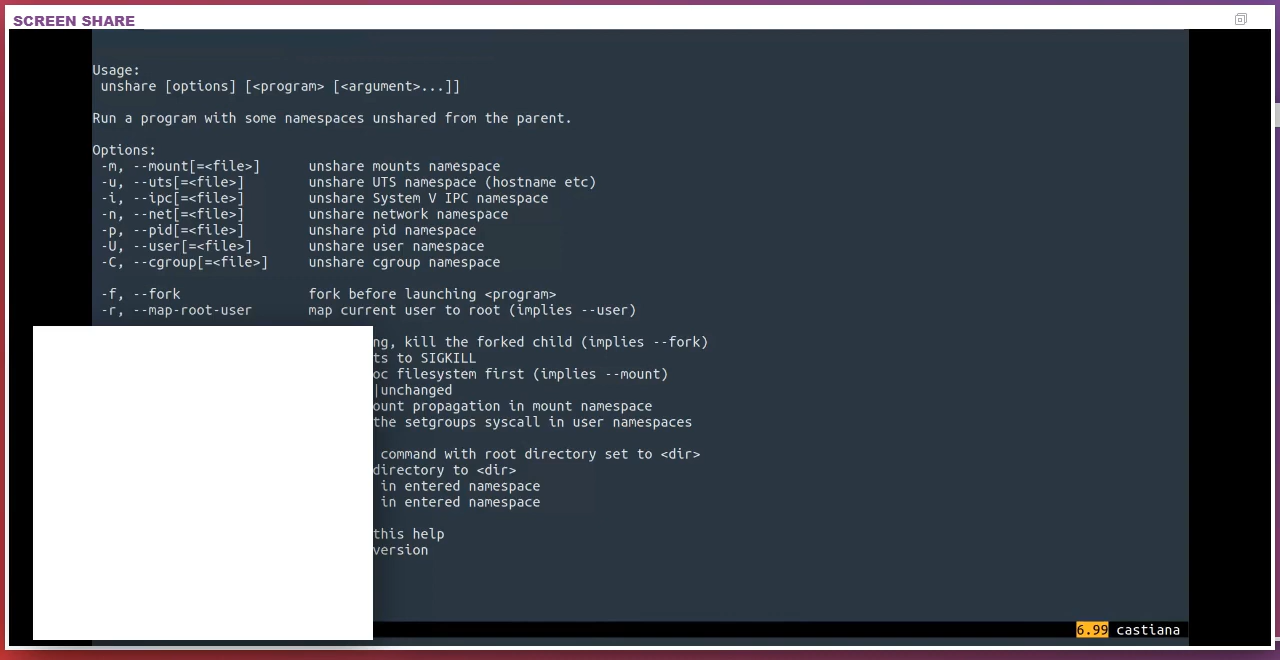 SCREEN SHARE
Usage:
unshare [options] [<program> [<argument>...]]
Run a program with some namespaces unshared from the parent.
Options:
-m, --mount[=<file>] unshare mounts namespace
-u, --uts[=<file>] unshare UTS namespace (hostname etc)
-i, --ipc[=<file>] unshare System V IPC namespace
-n, --net[=<file>] unshare network namespace
-p, --pid[=<file>] unshare pid namespace
-U, --user[=<file>] unshare user namespace
-C, --cgroup[=<file>] unshare cgroup namespace
-f, --fork fork before launching <program>
-r, --map-root-user map current user to root (implies --user)
ng, kill the forked child (implies --fork)
ts to SIGKILL
oc filesystem first (implies --mount)
|unchanged
ount propagation in mount namespace
the setgroups syscall in user namespaces
command with root directory set to <dir>
directory to <dir>
in entered namespace
in entered namespace
this help
version
6.99 castiana